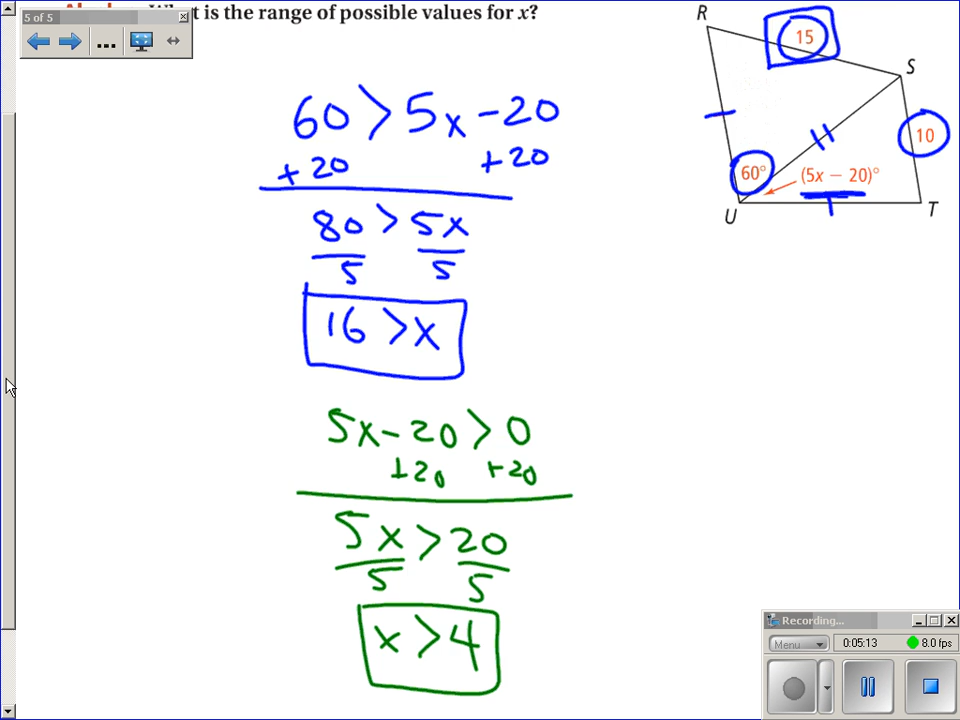 5 of 5
What is the range of possible values for x?
R
15
S
10
60°
(5x − 20)°
U
T
60 > 5x - 20
+ 20 + 20
80 > 5x
5 5
16 > x
5x - 20 > 0
+20 +20
5x > 20
5 5
x > 4
Recording...
Menu
0:05:13
8.0 fps